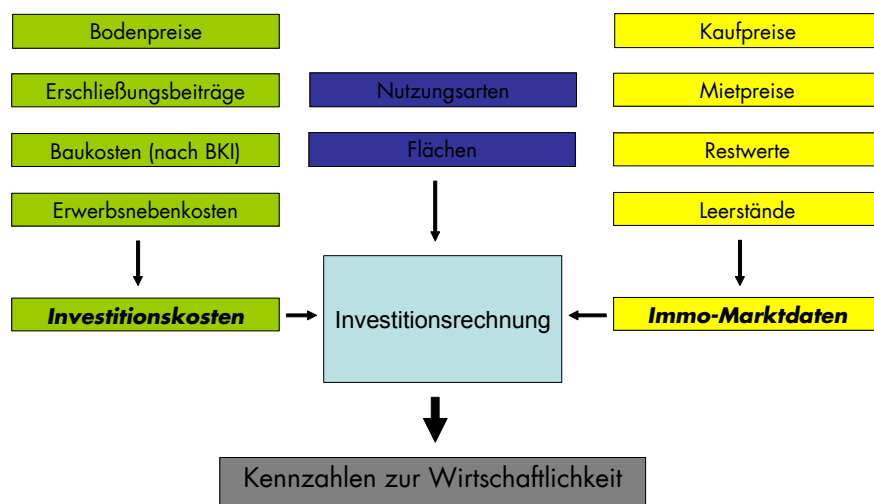 Bodenpreise
Erschließungsbeiträge
Baukosten (nach BKI)
Erwerbsnebenkosten
Investitionskosten
Nutzungsarten
Flächen
Investitionsrechnung
Kaufpreise
Mietpreise
Restwerte
Leerstände
Immo-Marktdaten
Kennzahlen zur Wirtschaftlichkeit